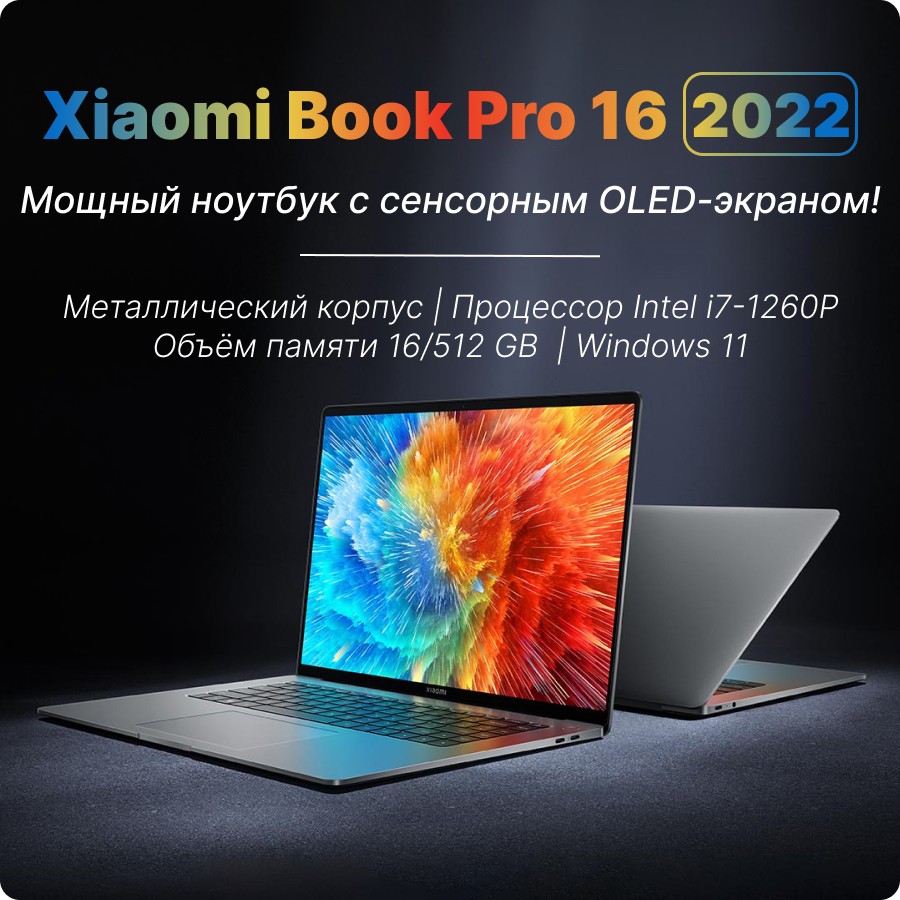 Xiaomi Book Pro 16 2022
Мощный ноутбук с сенсорным OLED-экраном!
Металлический корпус | Процессор Intel i7-1260P
Объём памяти 16/512 GB | Windows 11
xiaomi